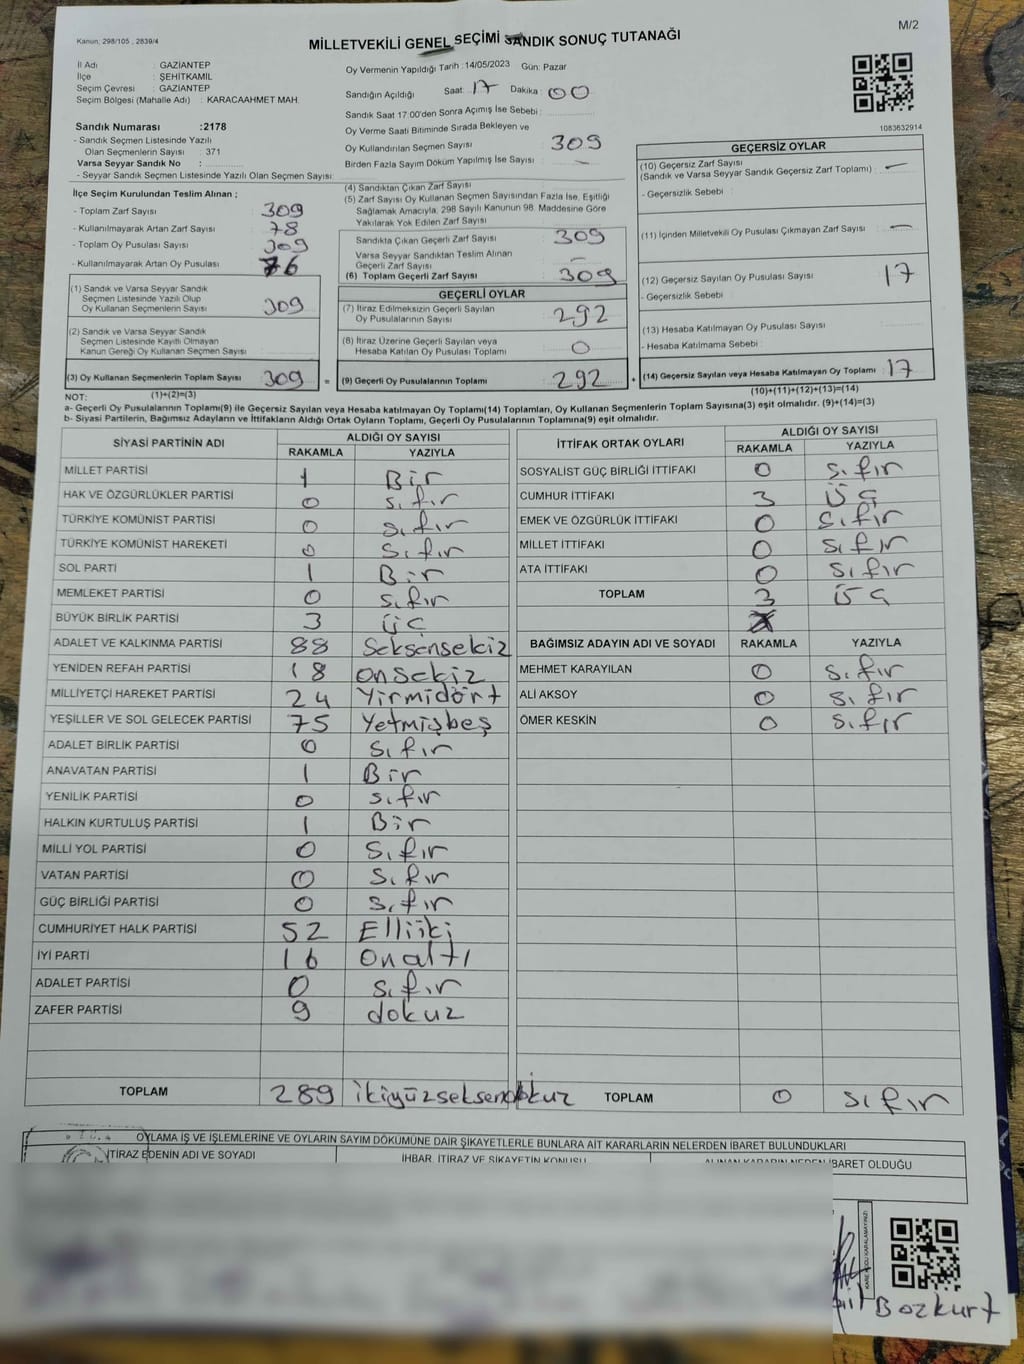 M/2
Kanun, 298/105 , 2839/4
MİLLETVEKİLİ GENEL SEÇİMİ SANDIK SONUÇ TUTANAĞI
İl Adı : GAZİANTEP
İlçe : ŞEHİTKAMİL
Seçim Çevresi : GAZİANTEP
Seçim Bölgesi (Mahalle Adı) : KARACAAHMET MAH.
Sandık Numarası :2178
- Sandık Seçmen Listesinde Yazılı
Olan Seçmenlerin Sayısı : 371
Varsa Seyyar Sandık No :
- Seyyar Sandık Seçmen Listesinde Yazılı Olan Seçmen Sayısı:
Oy Vermenin Yapıldığı Tarih :14/05/2023 Gün: Pazar
Sandığın Açıldığı Saat: 17 Dakika : 00
Sandık Saat 17:00'den Sonra Açımış İse Sebebi :
Oy Verme Saati Bitiminde Sırada Bekleyen ve
Oy Kullandırılan Seçmen Sayısı : 309
Birden Fazla Sayım Döküm Yapılmış İse Sayısı : –
1083632914
İlçe Seçim Kurulundan Teslim Alınan ;
- Toplam Zarf Sayısı : 309
- Kullanılmayarak Artan Zarf Sayısı : 78
- Toplam Oy Pusulası Sayısı : 309
- Kullanılmayarak Artan Oy Pusulası : 76
(1) Sandık ve Varsa Seyyar Sandık
Seçmen Listesinde Yazılı Olup
Oy Kullanan Seçmenlerin Sayısı : 309
(2) Sandık ve Varsa Seyyar Sandık
Seçmen Listesinde Kayıtlı Olmayan
Kanun Gereği Oy Kullanan Seçmen Sayısı :
(3) Oy Kullanan Seçmenlerin Toplam Sayısı : 309 =
(4) Sandıktan Çıkan Zarf Sayısı
(5) Zarf Sayısı Oy Kullanan Seçmen Sayısından Fazla İse, Eşitliği
Sağlamak Amacıyla, 298 Sayılı Kanunun 98. Maddesine Göre
Yakılarak Yok Edilen Zarf Sayısı :
Sandıkta Çıkan Geçerli Zarf Sayısı : 309
Varsa Seyyar Sandıktan Teslim Alınan
Geçerli Zarf Sayısı : –
(6) Toplam Geçerli Zarf Sayısı : 309
GEÇERLİ OYLAR
(7) İtiraz Edilmeksizin Geçerli Sayılan
Oy Pusulalarının Sayısı : 292
(8) İtiraz Üzerine Geçerli Sayılan veya
Hesaba Katılan Oy Pusulası Toplamı : 0
(9) Geçerli Oy Pusulalarının Toplamı : 292 +
GEÇERSİZ OYLAR
(10) Geçersiz Zarf Sayısı
(Sandık ve Varsa Seyyar Sandık Geçersiz Zarf Toplamı) : –
- Geçersizlik Sebebi :
(11) İçinden Milletvekili Oy Pusulası Çıkmayan Zarf Sayısı : –
(12) Geçersiz Sayılan Oy Pusulası Sayısı : 17
- Geçersizlik Sebebi :
(13) Hesaba Katılmayan Oy Pusulası Sayısı :
- Hesaba Katılmama Sebebi :
(14) Geçersiz Sayılan veya Hesaba Katılmayan Oy Toplamı : 17
NOT: (1)+(2)=(3) (10)+(11)+(12)+(13)=(14)
a- Geçerli Oy Pusulalarının Toplamı(9) ile Geçersiz Sayılan veya Hesaba katılmayan Oy Toplamı(14) Toplamları, Oy Kullanan Seçmenlerin Toplam Sayısına(3) eşit olmalıdır. (9)+(14)=(3)
b- Siyasi Partilerin, Bağımsız Adayların ve İttifakların Aldığı Ortak Oyların Toplamı, Geçerli Oy Pusulalarının Toplamına(9) eşit olmalıdır.
SİYASİ PARTİNİN ADI ALDIĞI OY SAYISI
RAKAMLA YAZIYLA
MİLLET PARTİSİ 1 Bir
HAK VE ÖZGÜRLÜKLER PARTİSİ 0 sıfır
TÜRKİYE KOMÜNİST PARTİSİ 0 sıfır
TÜRKİYE KOMÜNİST HAREKETİ 0 sıfır
SOL PARTİ 1 Bir
MEMLEKET PARTİSİ 0 sıfır
BÜYÜK BİRLİK PARTİSİ 3 üç
ADALET VE KALKINMA PARTİSİ 88 Seksensekiz
YENİDEN REFAH PARTİSİ 18 onsekiz
MİLLİYETÇİ HAREKET PARTİSİ 24 Yirmidört
YEŞİLLER VE SOL GELECEK PARTİSİ 75 Yetmişbeş
ADALET BİRLİK PARTİSİ 0 sıfır
ANAVATAN PARTİSİ 1 Bir
YENİLİK PARTİSİ 0 sıfır
HALKIN KURTULUŞ PARTİSİ 1 Bir
MİLLİ YOL PARTİSİ 0 sıfır
VATAN PARTİSİ 0 sıfır
GÜÇ BİRLİĞİ PARTİSİ 0 sıfır
CUMHURİYET HALK PARTİSİ 52 Elliiki
İYİ PARTİ 16 onaltı
ADALET PARTİSİ 0 sıfır
ZAFER PARTİSİ 9 dokuz
TOPLAM 289 ikiyüzseksendokuz
İTTİFAK ORTAK OYLARI ALDIĞI OY SAYISI
RAKAMLA YAZIYLA
SOSYALİST GÜÇ BİRLİĞİ İTTİFAKI 0 sıfır
CUMHUR İTTİFAKI 3 üç
EMEK VE ÖZGÜRLÜK İTTİFAKI 0 sıfır
MİLLET İTTİFAKI 0 sıfır
ATA İTTİFAKI 0 sıfır
TOPLAM 3 üç
BAĞIMSIZ ADAYIN ADI VE SOYADI RAKAMLA YAZIYLA
MEHMET KARAYILAN 0 sıfır
ALİ AKSOY 0 sıfır
ÖMER KESKİN 0 sıfır
TOPLAM 0 sıfır
OYLAMA İŞ VE İŞLEMLERİNE VE OYLARIN SAYIM DÖKÜMÜNE DAİR ŞİKAYETLERLE BUNLARA AİT KARARLARIN NELERDEN İBARET BULUNDUKLARI
İTİRAZ EDENİN ADI VE SOYADI İHBAR, İTİRAZ VE ŞİKAYETİN KONUSU ALINAN KARARIN NEDEN İBARET OLDUĞU
Bozkurt